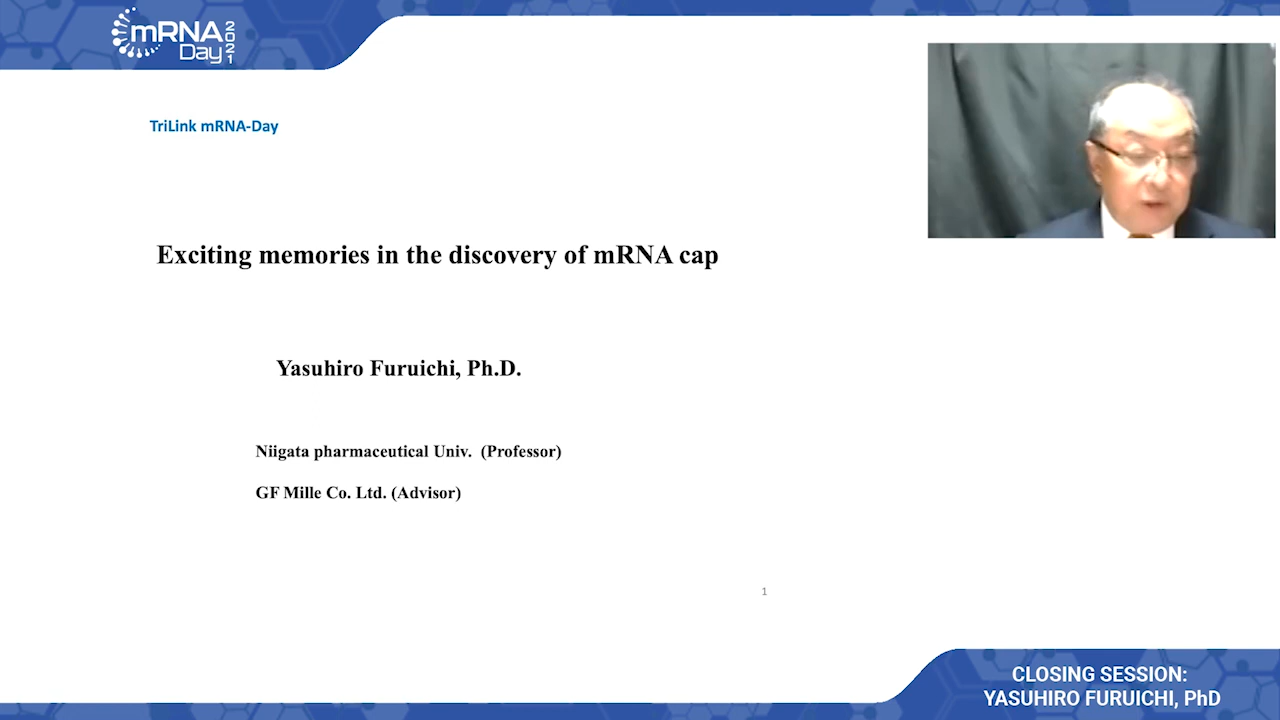 mRNA
Day
2021
TriLink mRNA-Day
Exciting memories in the discovery of mRNA cap
Yasuhiro Furuichi, Ph.D.
Niigata pharmaceutical Univ. (Professor)
GF Mille Co. Ltd. (Advisor)
1
CLOSING SESSION:
YASUHIRO FURUICHI, PhD